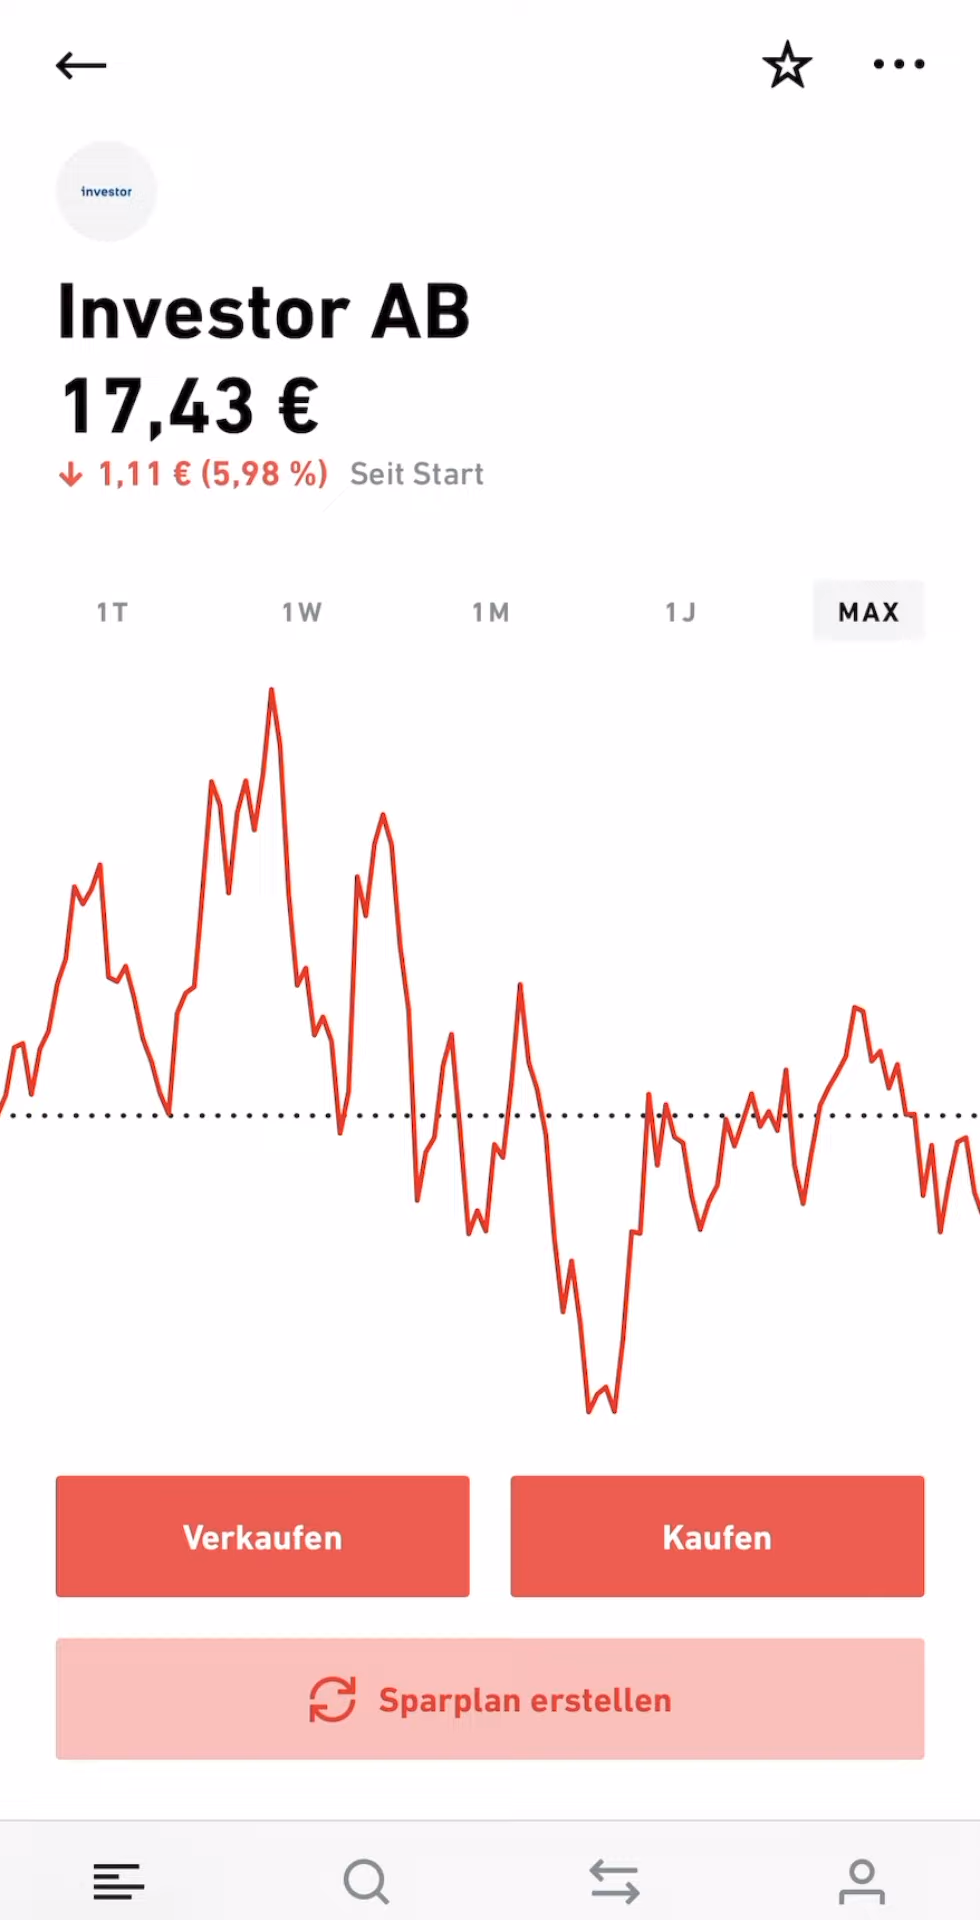 investor
Investor AB
17,43 €
↓ 1,11 € (5,98 %) Seit Start
1T 1W 1M 1J MAX
Verkaufen Kaufen
Sparplan erstellen